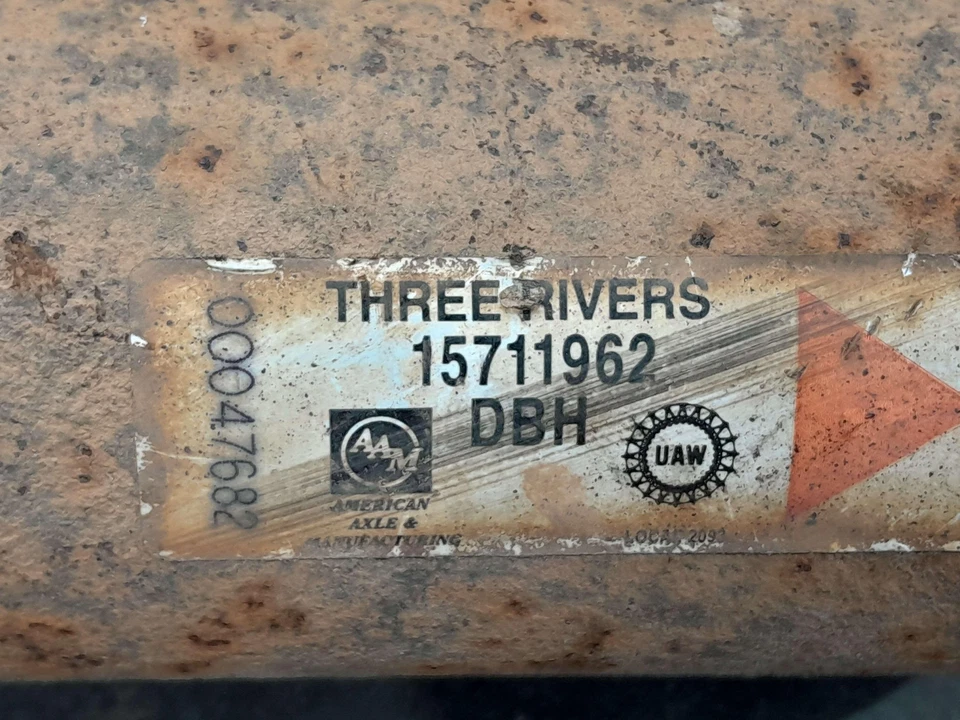 THREE RIVERS
15711962
DBH
00047682
AAM
AMERICAN
AXLE &
MANUFACTURING
UAW
LOCAL 2093